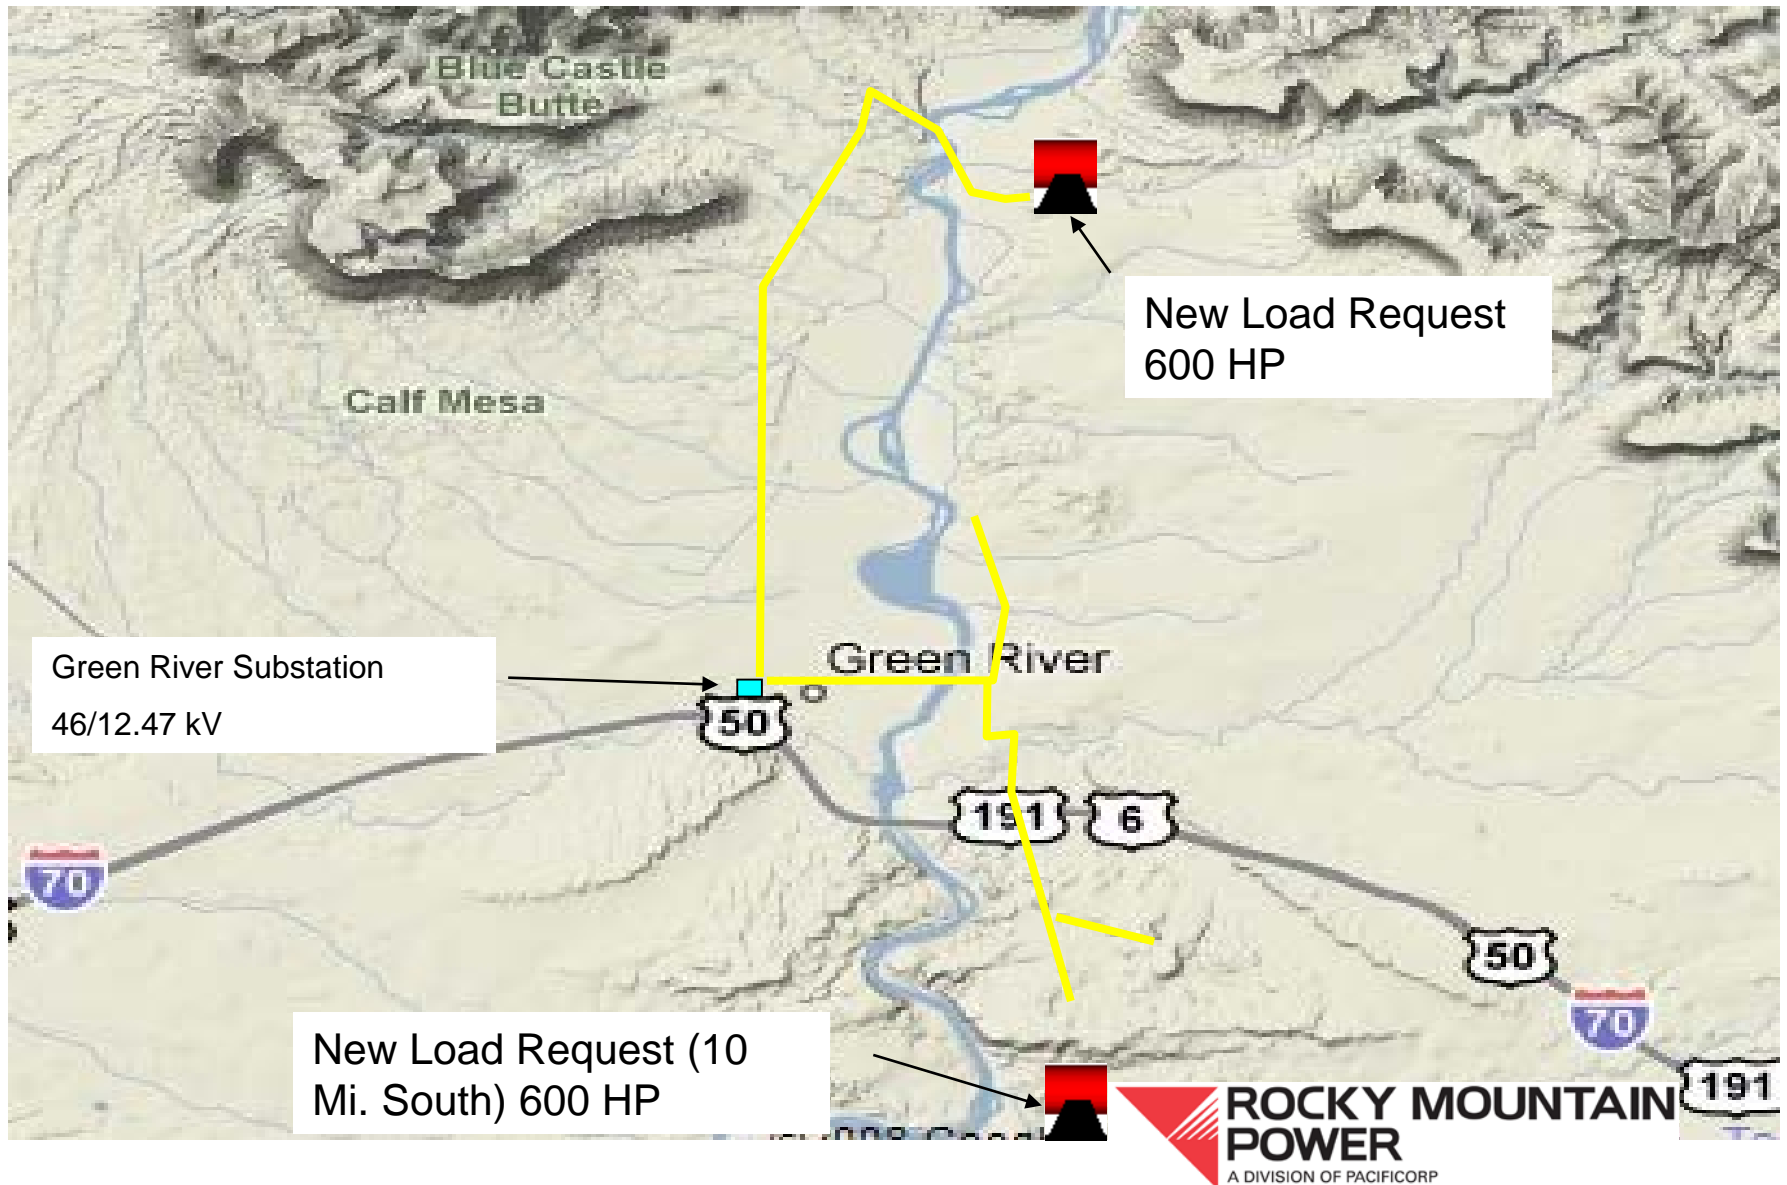 Blue Castle
Butte
New Load Request
600 HP
Calf Mesa
Green River
Green River Substation
46/12.47 kV
50
191
6
70
50
70
New Load Request (10
Mi. South) 600 HP
191
ROCKY MOUNTAIN
POWER
A DIVISION OF PACIFICORP